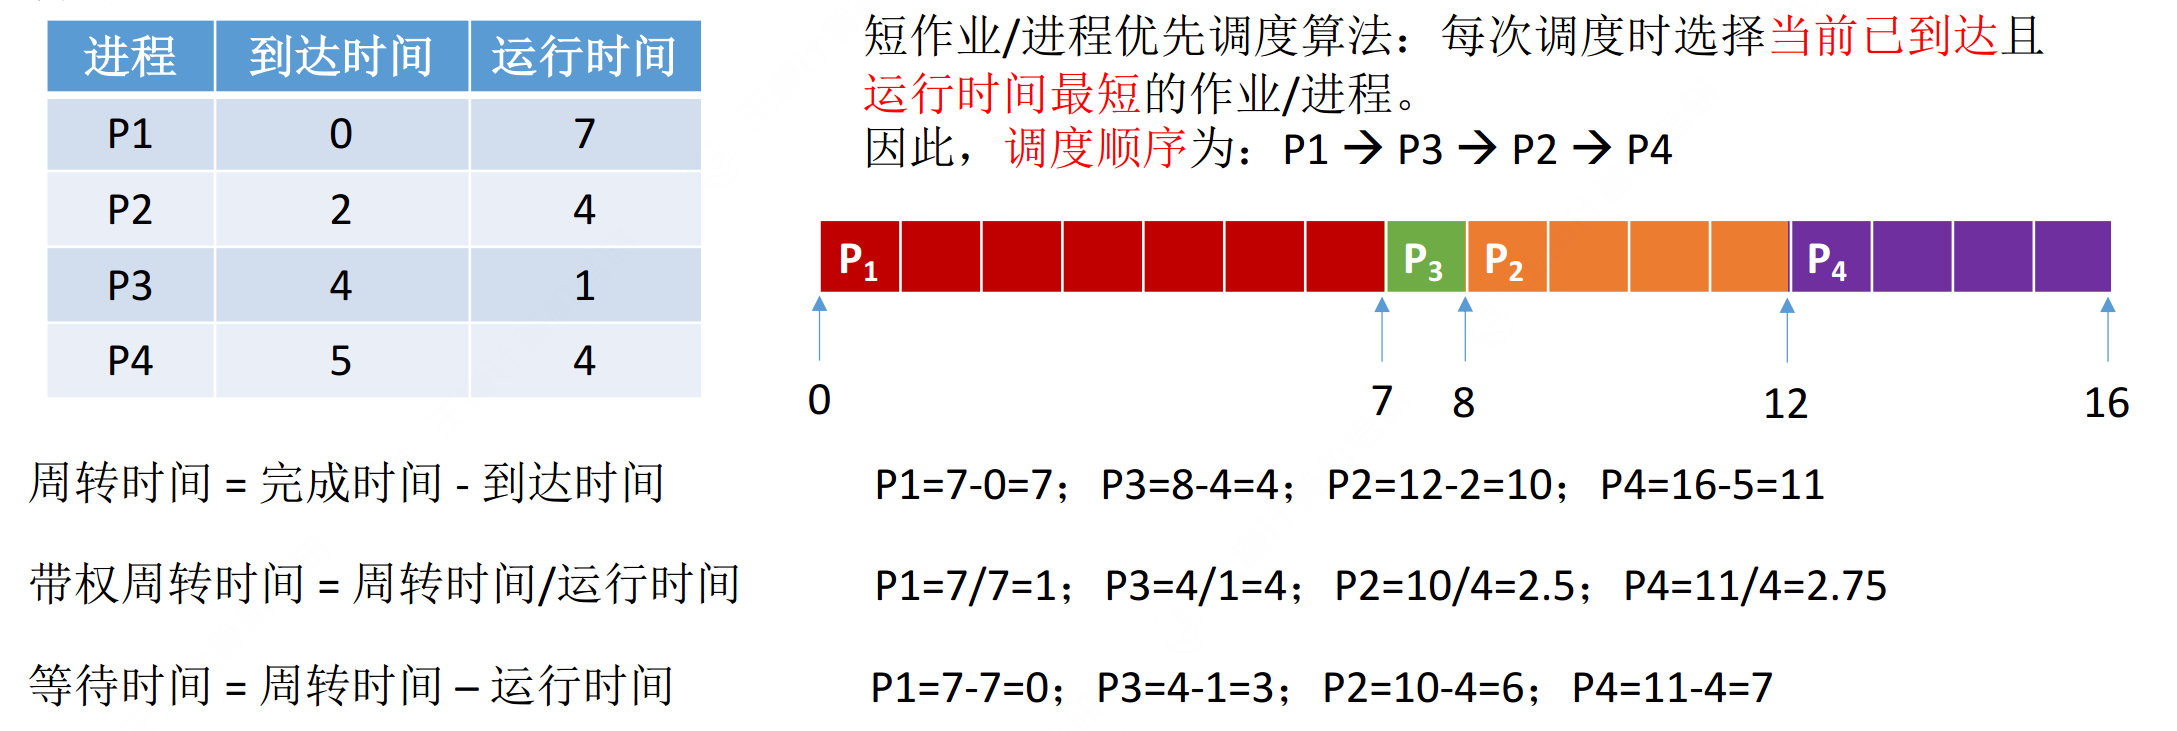 进程 到达时间 运行时间
P1 0 7
P2 2 4
P3 4 1
P4 5 4
短作业/进程优先调度算法：每次调度时选择当前已到达且
运行时间最短的作业/进程。
因此，调度顺序为：P1 → P3 → P2 → P4
P₁ P₃ P₂ P₄
0 7 8 12 16
周转时间 = 完成时间 - 到达时间 P1=7-0=7；P3=8-4=4；P2=12-2=10；P4=16-5=11
带权周转时间 = 周转时间/运行时间 P1=7/7=1；P3=4/1=4；P2=10/4=2.5；P4=11/4=2.75
等待时间 = 周转时间 – 运行时间 P1=7-7=0；P3=4-1=3；P2=10-4=6；P4=11-4=7